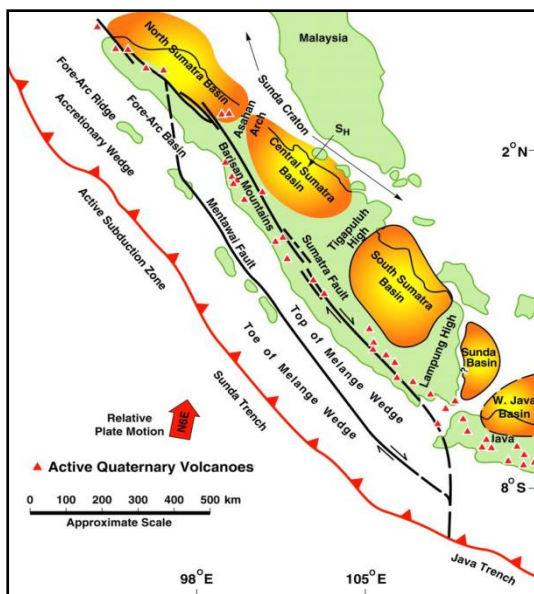 Malaysia
North Sumatra Basin
Sunda Craton
Fore-Arc Ridge
Accretionary Wedge
Fore-Arc Basin
Asahan
Arch
S_H
2°N
Central Sumatra
Basin
Barisan Mountains
Active Subduction Zone
Mentawai Fault
Sumatra Fault
Tigapuluh
High
South Sumatra
Basin
Top of Melange Wedge
Toe of Melange Wedge
Lampung High
Sunda
Basin
?
Sunda Trench
W. Java
Basin
Relative
Plate Motion
N6E
Java
Active Quaternary Volcanoes
8°S
0 100 200 300 400 500 km
Approximate Scale
Java Trench
98°E
105°E